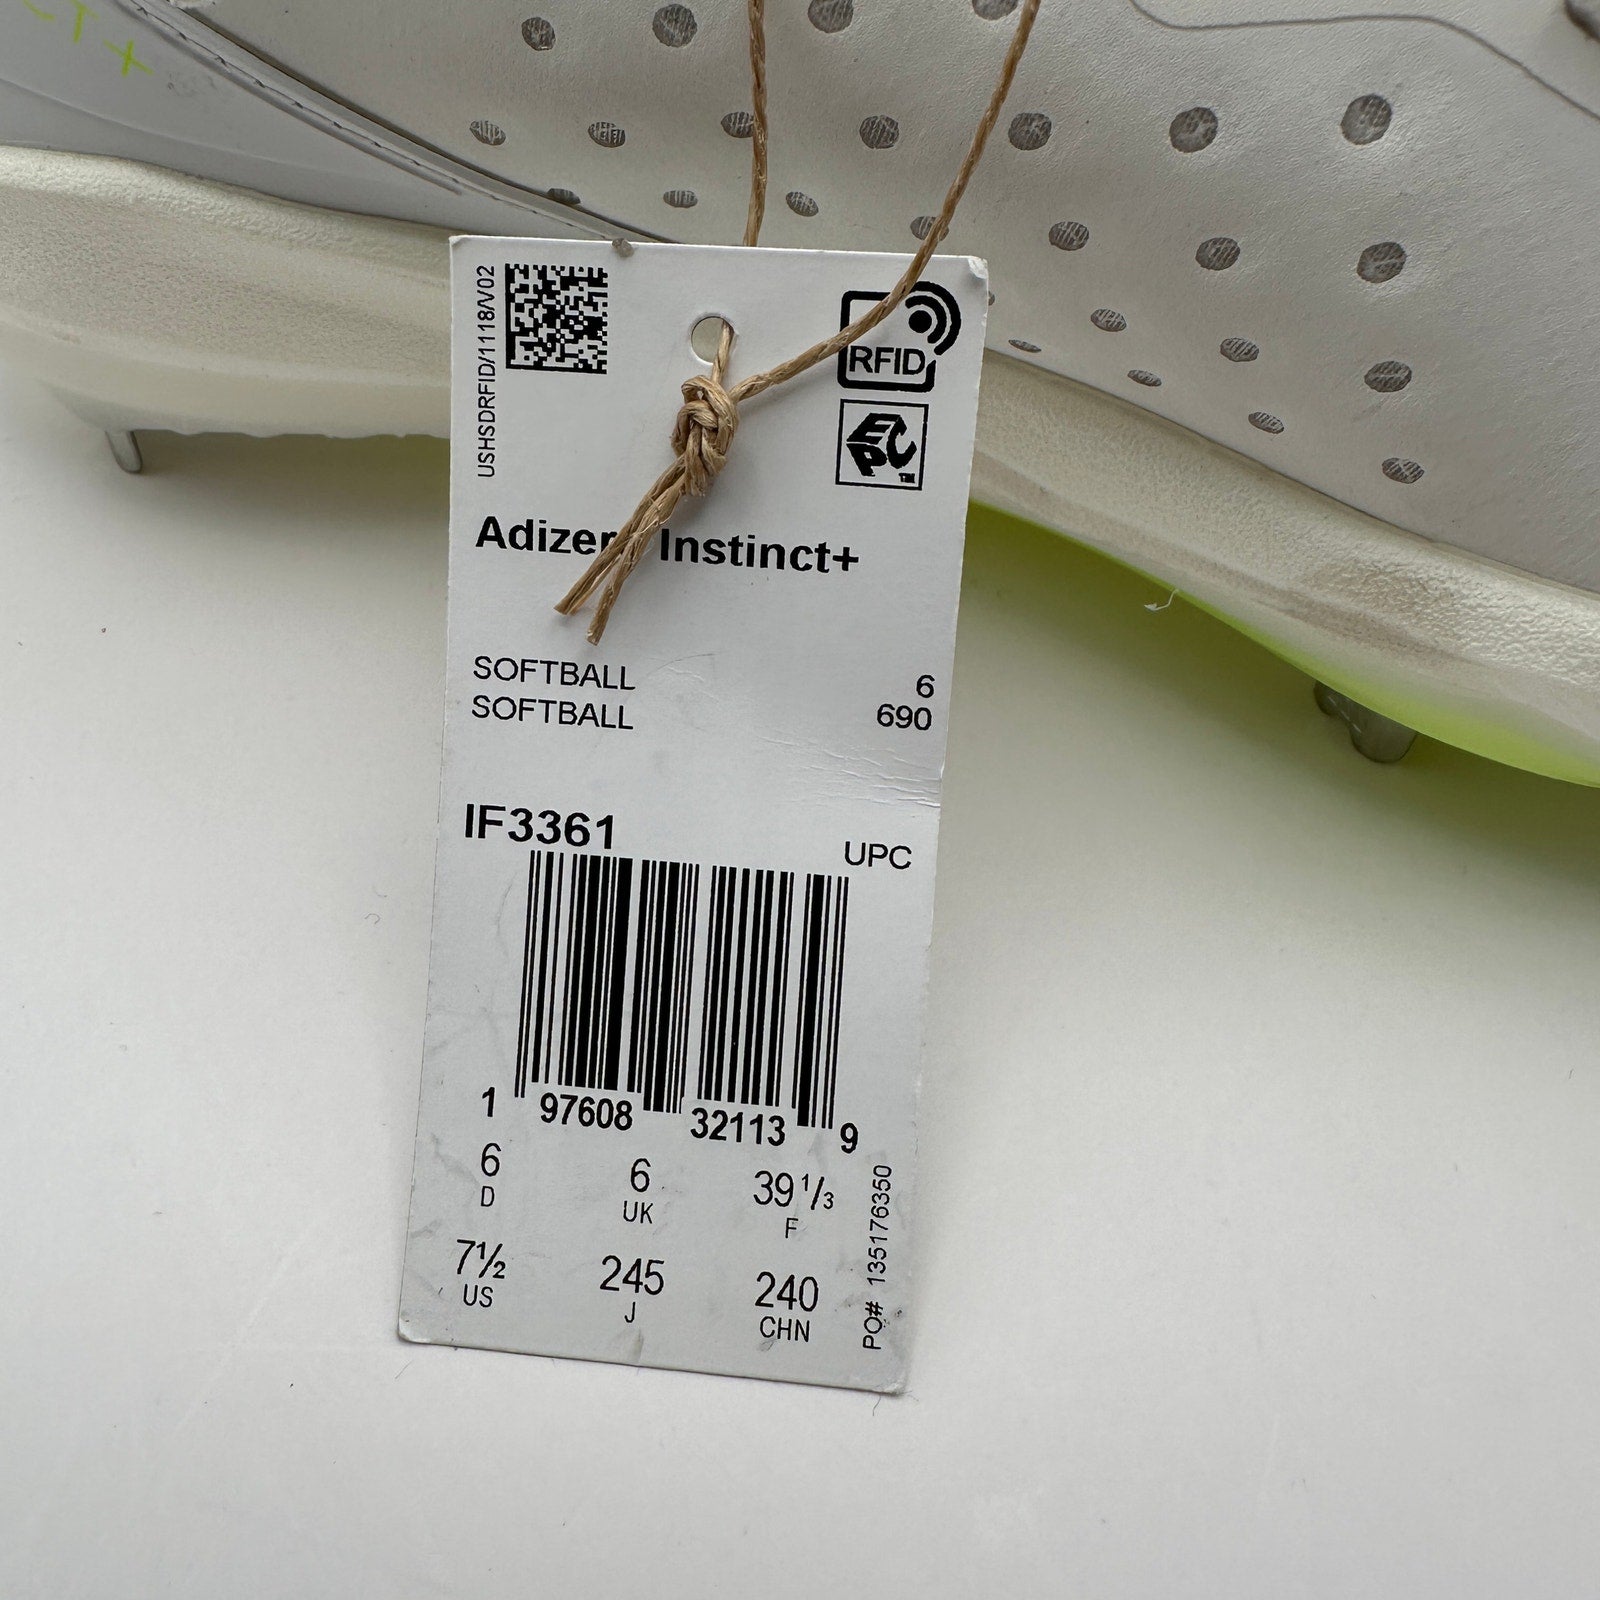 T+
USHSDRFID/1118/V02
RFID
EPC
™
Instinct+
SOFTBALL 6
SOFTBALL 690
IF3361
UPC
1 97608 32113 9
6 6 39 1/3
D UK F
7½ 245 240
US J CHN
PO# 135176350